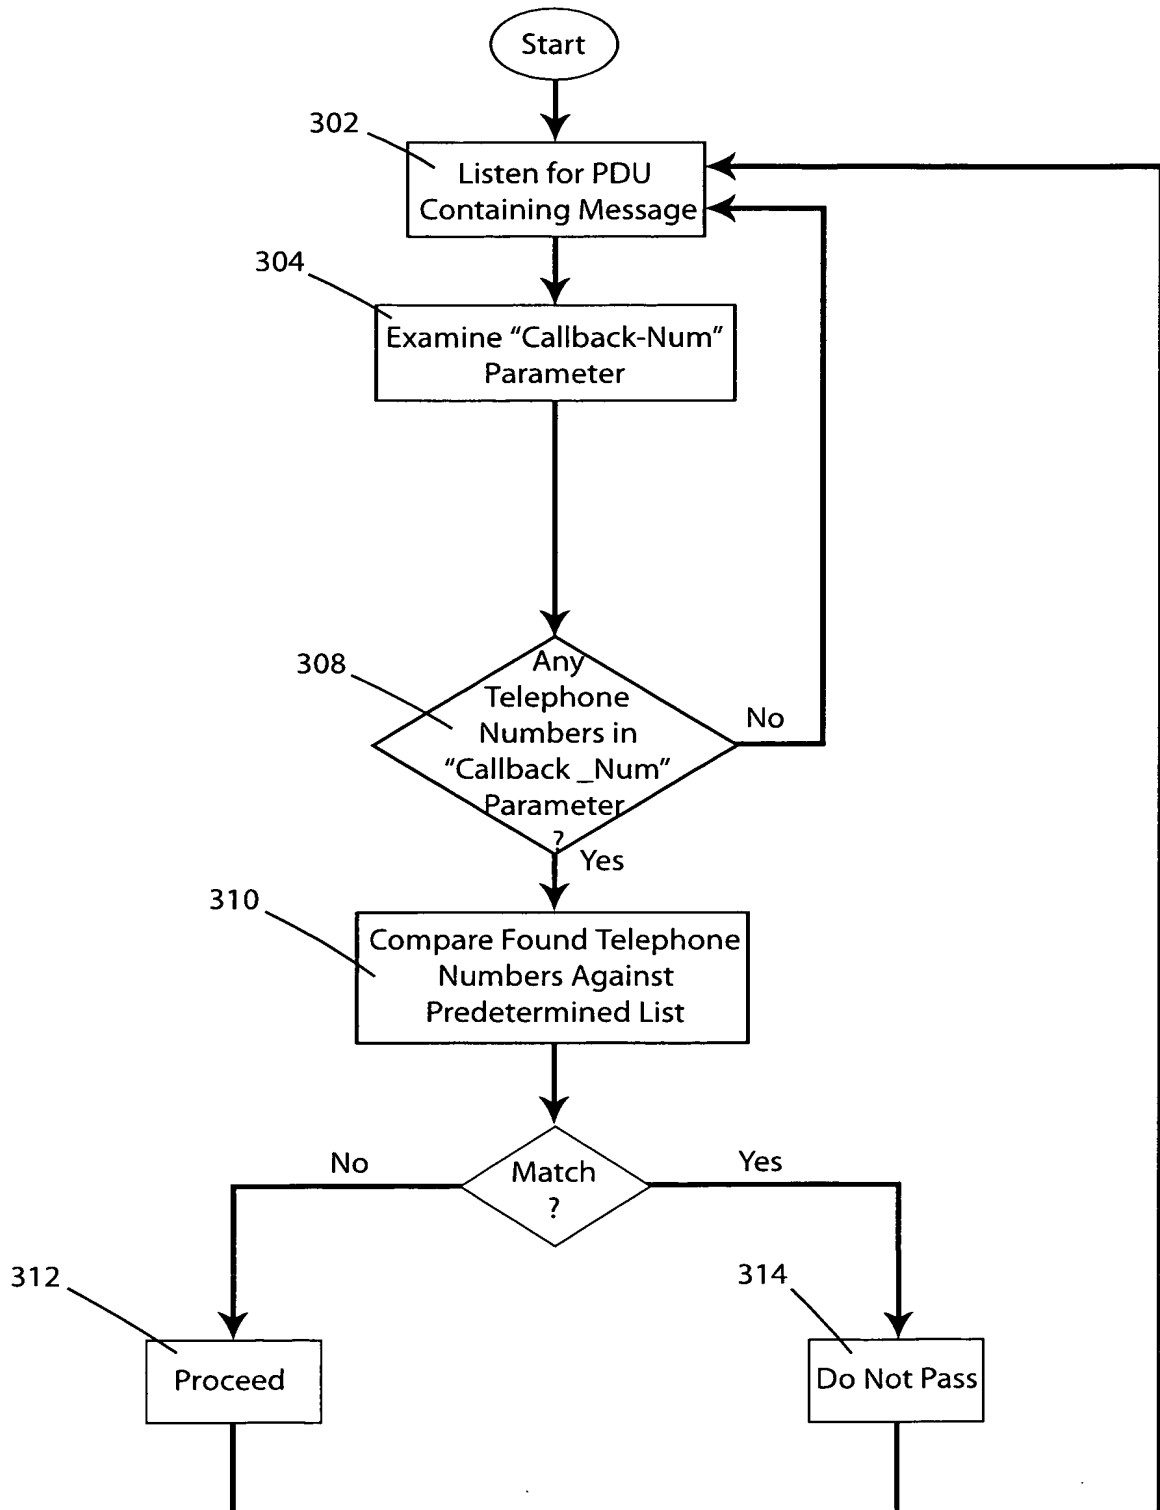 Start
302
Listen for PDU
Containing Message
304
Examine “Callback-Num”
Parameter
308
Any
Telephone
Numbers in
“Callback _Num”
Parameter
?
No
Yes
310
Compare Found Telephone
Numbers Against
Predetermined List
Match
?
No
Yes
312
Proceed
314
Do Not Pass